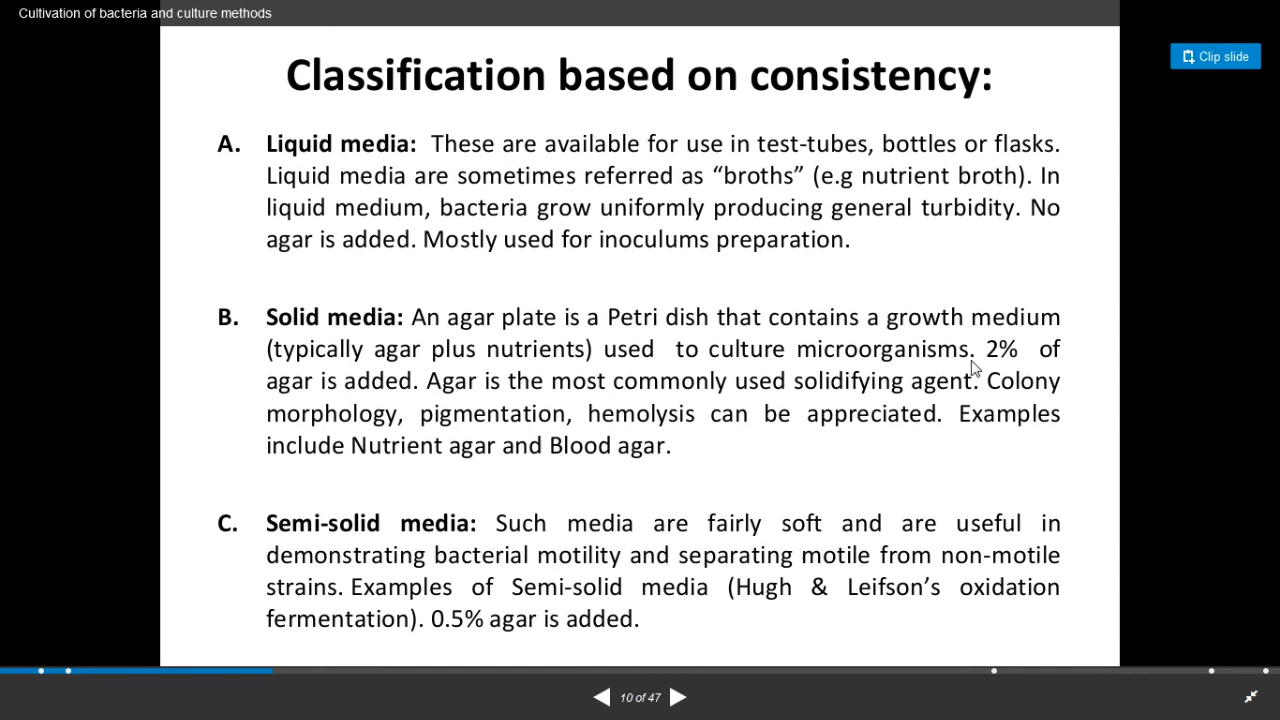 Cultivation of bacteria and culture methods
Clip slide
Classification based on consistency:
A. Liquid media: These are available for use in test-tubes, bottles or flasks.
Liquid media are sometimes referred as “broths” (e.g nutrient broth). In
liquid medium, bacteria grow uniformly producing general turbidity. No
agar is added. Mostly used for inoculums preparation.
B. Solid media: An agar plate is a Petri dish that contains a growth medium
(typically agar plus nutrients) used to culture microorganisms. 2% of
agar is added. Agar is the most commonly used solidifying agent. Colony
morphology, pigmentation, hemolysis can be appreciated. Examples
include Nutrient agar and Blood agar.
C. Semi-solid media: Such media are fairly soft and are useful in
demonstrating bacterial motility and separating motile from non-motile
strains. Examples of Semi-solid media (Hugh & Leifson’s oxidation
fermentation). 0.5% agar is added.
10 of 47